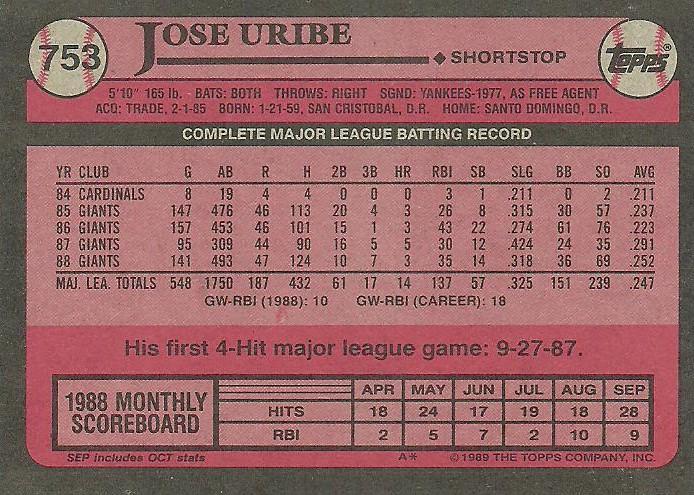 753 JOSE URIBE topps®
◆ SHORTSTOP
5'10" 165 lb. BATS: BOTH THROWS: RIGHT SGND: YANKEES-1977, AS FREE AGENT
ACQ: TRADE, 2-1-85 BORN: 1-21-59, SAN CRISTOBAL, D.R. HOME: SANTO DOMINGO, D.R.
COMPLETE MAJOR LEAGUE BATTING RECORD
YR CLUB G AB R H 2B 3B HR RBI SB SLG BB SO AVG
84 CARDINALS 8 19 4 4 0 0 0 3 1 .211 0 2 .211
85 GIANTS 147 476 46 113 20 4 3 26 8 .315 30 57 .237
86 GIANTS 157 453 46 101 15 1 3 43 22 .274 61 76 .223
87 GIANTS 95 309 44 90 16 5 5 30 12 .424 24 35 .291
88 GIANTS 141 493 47 124 10 7 3 35 14 .318 36 69 .252
MAJ. LEA. TOTALS 548 1750 187 432 61 17 14 137 57 .325 151 239 .247
GW-RBI (1988): 10 GW-RBI (CAREER): 18
His first 4-Hit major league game: 9-27-87.
1988 MONTHLY SCOREBOARD
APR MAY JUN JUL AUG SEP
HITS 18 24 17 19 18 28
RBI 2 5 7 2 10 9
SEP includes OCT stats A* © 1989 THE TOPPS COMPANY, INC.